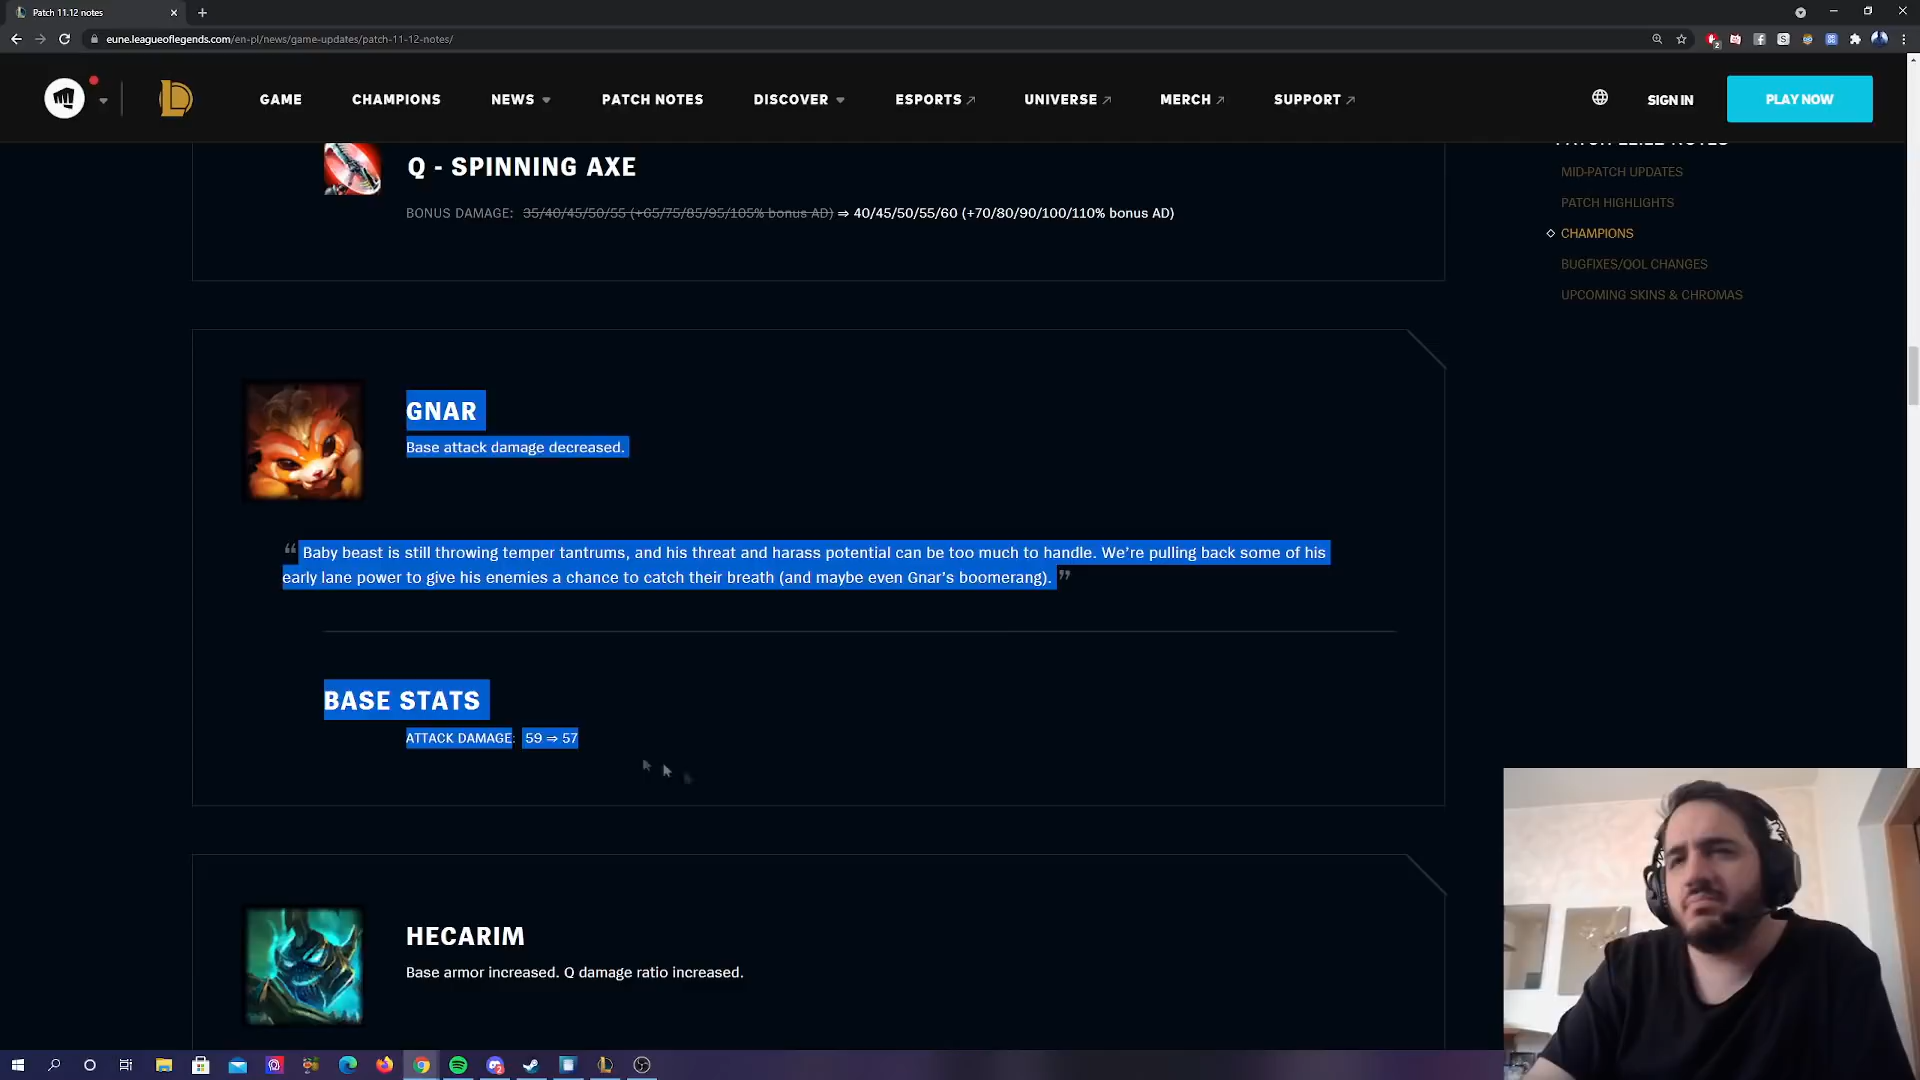 Patch 11.12 notes
eune.leagueoflegends.com/en-pl/news/game-updates/patch-11-12-notes/
GAME CHAMPIONS NEWS PATCH NOTES DISCOVER ESPORTS UNIVERSE MERCH SUPPORT SIGN IN PLAY NOW
Q - SPINNING AXE
BONUS DAMAGE: 35/40/45/50/55 (+65/75/85/95/105% bonus AD) ⇒ 40/45/50/55/60 (+70/80/90/100/110% bonus AD)
PATCH 11.12 NOTES
MID-PATCH UPDATES
PATCH HIGHLIGHTS
CHAMPIONS
BUGFIXES/QOL CHANGES
UPCOMING SKINS & CHROMAS
GNAR
Base attack damage decreased.
“ Baby beast is still throwing temper tantrums, and his threat and harass potential can be too much to handle. We’re pulling back some of his
early lane power to give his enemies a chance to catch their breath (and maybe even Gnar’s boomerang). ”
BASE STATS
ATTACK DAMAGE: 59 ⇒ 57
HECARIM
Base armor increased. Q damage ratio increased.